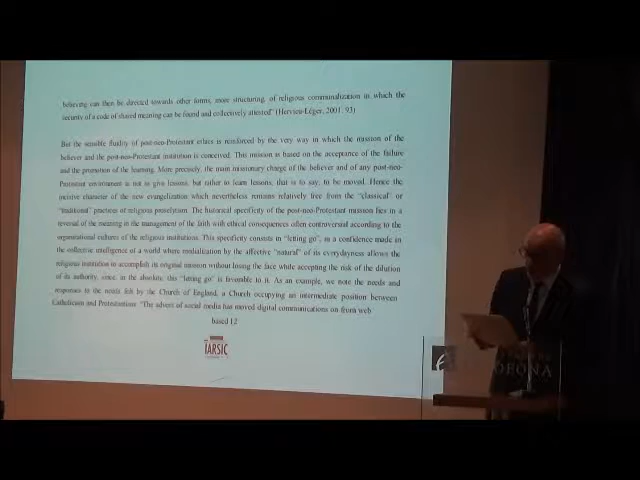 believing can then be directed towards other forms, more structuring, of religious communalization in which the
security of a code of shared meaning can be found and collectively attested" (Hervieu-Léger, 2001: 93)
But the sensible fluidity of post-neo-Protestant ethics is reinforced by the very way in which the mission of the
believer and the post-neo-Protestant institution is conceived. This mission is based on the acceptance of the failure
and the promotion of the learning. More precisely, the main missionary charge of the believer and of any post-neo-
Protestant environment is not to give lessons, but rather to learn lessons, that is to say, to be moved. Hence the
incitive character of the new evangelization which nevertheless remains relatively free from the "classical" or
"traditional" practices of religious proselytism. The historical specificity of the post-neo-Protestant mission lies in a
reversal of the meaning in the management of the faith with ethical consequences often controversial according to the
organizational cultures of the religious institutions. This specificity consists in "letting go", in a confidence made in
the collective intelligence of a world where modernization by the affective "natural" of its everydayness allows the
religious institution to accomplish its original mission without losing the face while accepting the risk of the dilution
of its authority, since, in the absolute, this "letting go" is favorable to it. As an example, we note the needs and
responses to the needs felt by the Church of England, a Church occupying an intermediate position between
Catholicism and Protestantism: "The advent of social media has moved digital communications on from web
based 12
IARSIC